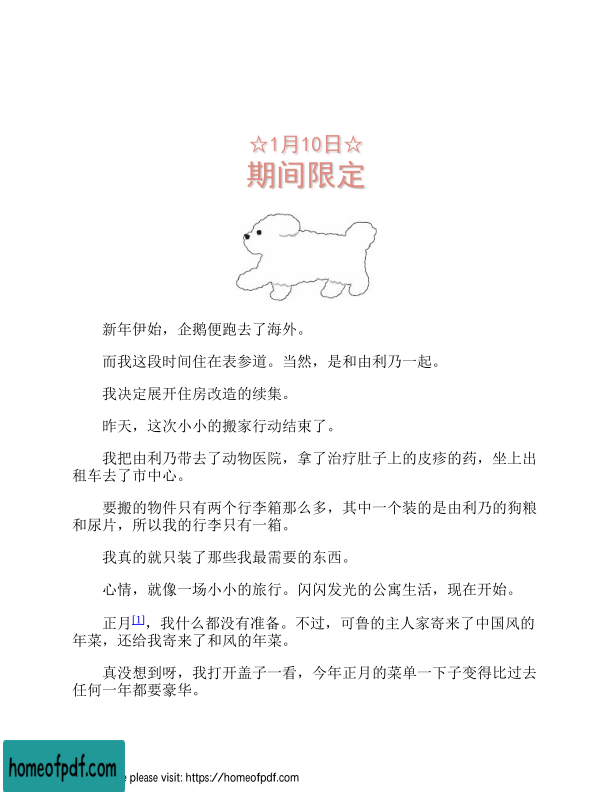 ☆1月10日☆
期间限定
新年伊始，企鹅便跑去了海外。
而我这段时间住在表参道。当然，是和由利乃一起。
我决定展开住房改造的续集。
昨天，这次小小的搬家行动结束了。
我把由利乃带去了动物医院，拿了治疗肚子上的皮疹的药，坐上出
租车去了市中心。
要搬的物件只有两个行李箱那么多，其中一个装的是由利乃的狗粮
和尿片，所以我的行李只有一箱。
我真的就只装了那些我最需要的东西。
心情，就像一场小小的旅行。闪闪发光的公寓生活，现在开始。
正月[1]，我什么都没有准备。不过，可鲁的主人家寄来了中国风的
年菜，还给我寄来了和风的年菜。
真没想到呀，我打开盖子一看，今年正月的菜单一下子变得比过去
任何一年都要豪华。
homeofpdf.com
e please visit: https://homeofpdf.com